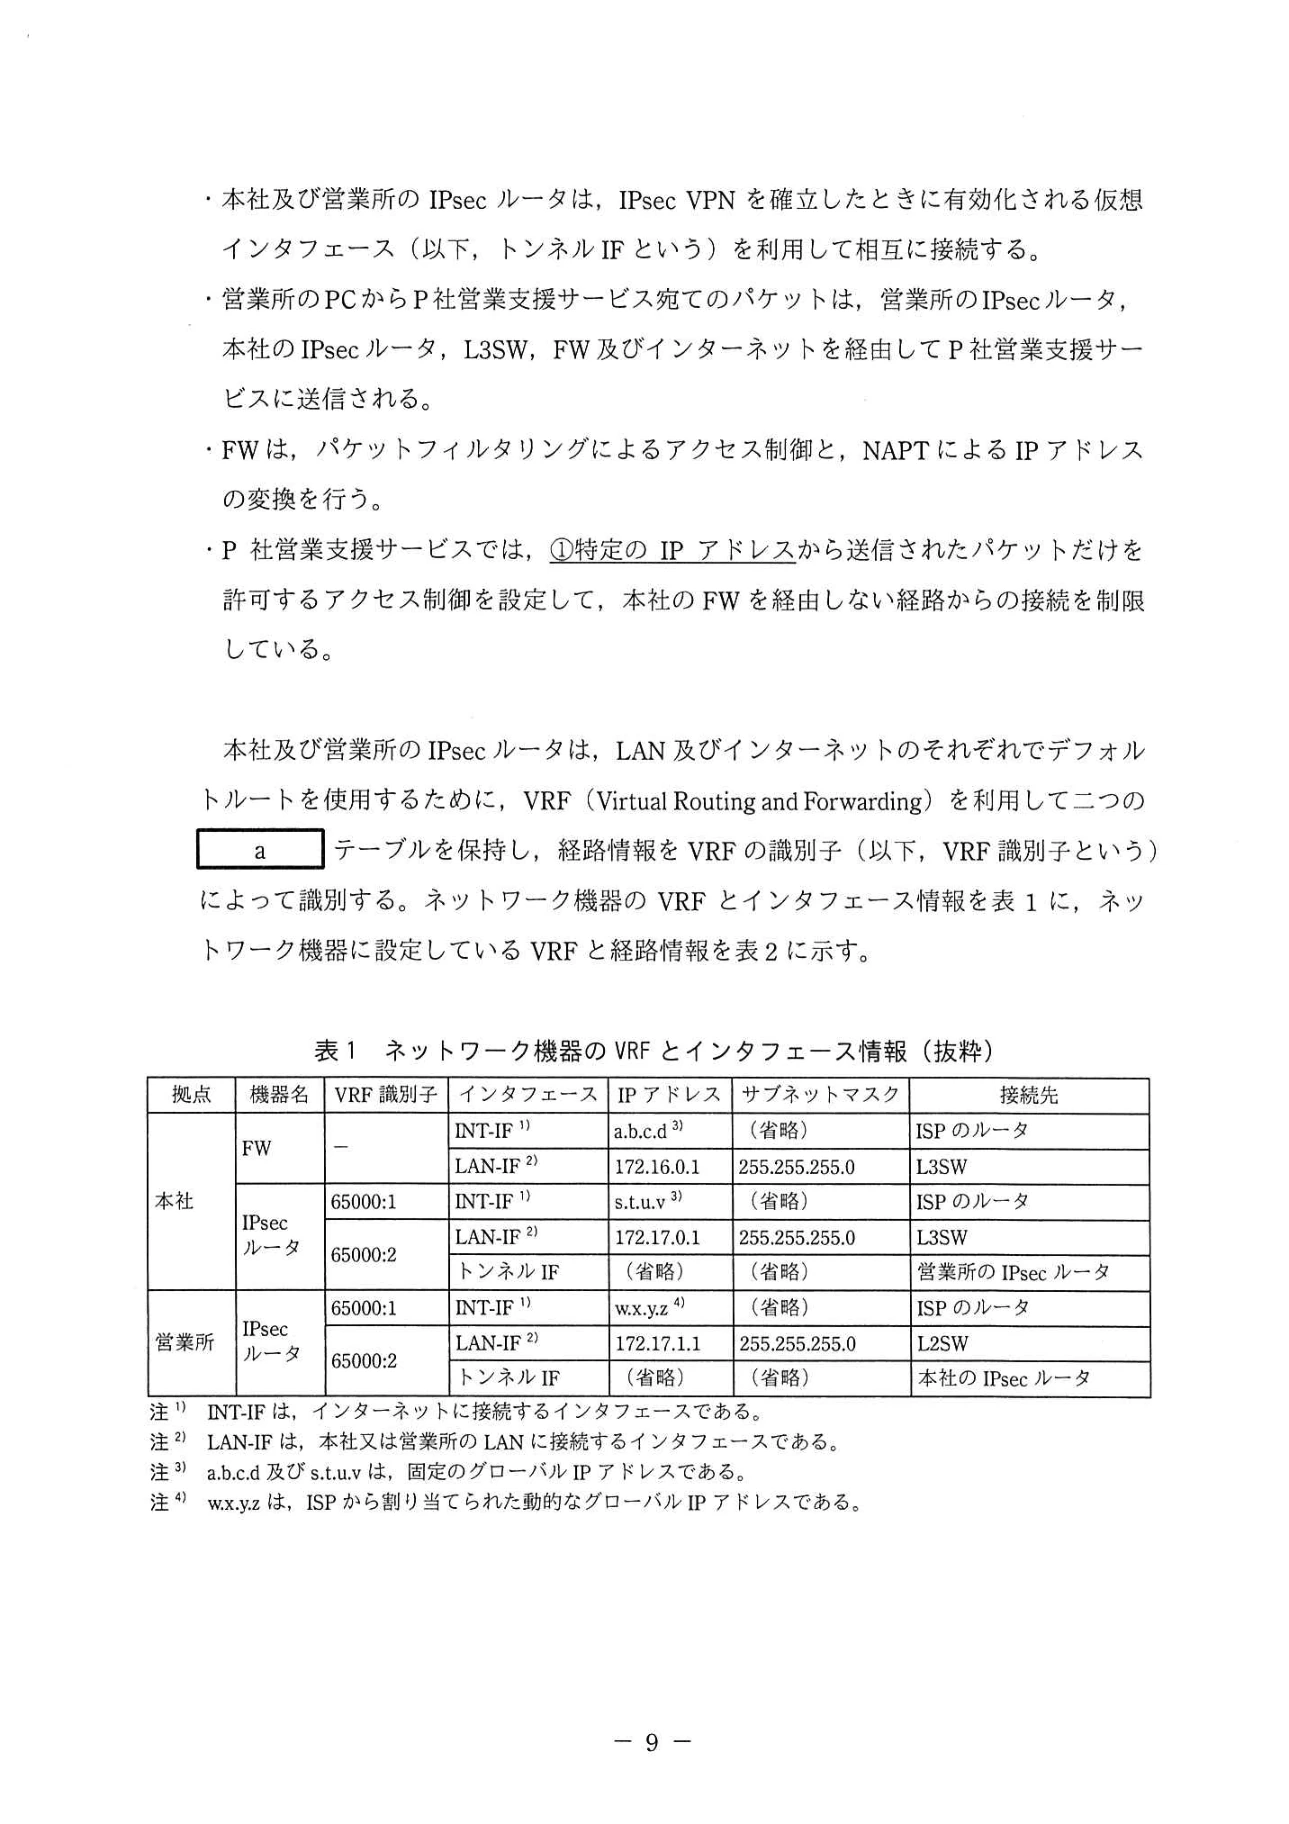 ・本社及び営業所の IPsec ルータは，IPsec VPN を確立したときに有効化される仮想
インタフェース（以下，トンネル IF という）を利用して相互に接続する。
・営業所のPCからP社営業支援サービス宛てのパケットは，営業所のIPsecルータ，
本社の IPsec ルータ，L3SW，FW 及びインターネットを経由して P 社営業支援サー
ビスに送信される。
・FW は，パケットフィルタリングによるアクセス制御と，NAPT による IP アドレス
の変換を行う。
・P 社営業支援サービスでは，①特定の IP アドレスから送信されたパケットだけを
許可するアクセス制御を設定して，本社の FW を経由しない経路からの接続を制限
している。
本社及び営業所の IPsec ルータは，LAN 及びインターネットのそれぞれでデフォル
トルートを使用するために，VRF（Virtual Routing and Forwarding）を利用して二つの
a テーブルを保持し，経路情報を VRF の識別子（以下，VRF 識別子という）
によって識別する。ネットワーク機器の VRF とインタフェース情報を表 1 に，ネッ
トワーク機器に設定している VRF と経路情報を表 2 に示す。
表 1　ネットワーク機器の VRF とインタフェース情報（抜粋）
拠点 機器名 VRF 識別子 インタフェース IP アドレス サブネットマスク 接続先
本社 FW － INT-IF 1) a.b.c.d 3) （省略） ISP のルータ
LAN-IF 2) 172.16.0.1 255.255.255.0 L3SW
IPsec ルータ 65000:1 INT-IF 1) s.t.u.v 3) （省略） ISP のルータ
65000:2 LAN-IF 2) 172.17.0.1 255.255.255.0 L3SW
トンネル IF （省略） （省略） 営業所の IPsec ルータ
営業所 IPsec ルータ 65000:1 INT-IF 1) w.x.y.z 4) （省略） ISP のルータ
65000:2 LAN-IF 2) 172.17.1.1 255.255.255.0 L2SW
トンネル IF （省略） （省略） 本社の IPsec ルータ
注 1)　INT-IF は，インターネットに接続するインタフェースである。
注 2)　LAN-IF は，本社又は営業所の LAN に接続するインタフェースである。
注 3)　a.b.c.d 及び s.t.u.v は，固定のグローバル IP アドレスである。
注 4)　w.x.y.z は，ISP から割り当てられた動的なグローバル IP アドレスである。
－ 9 －